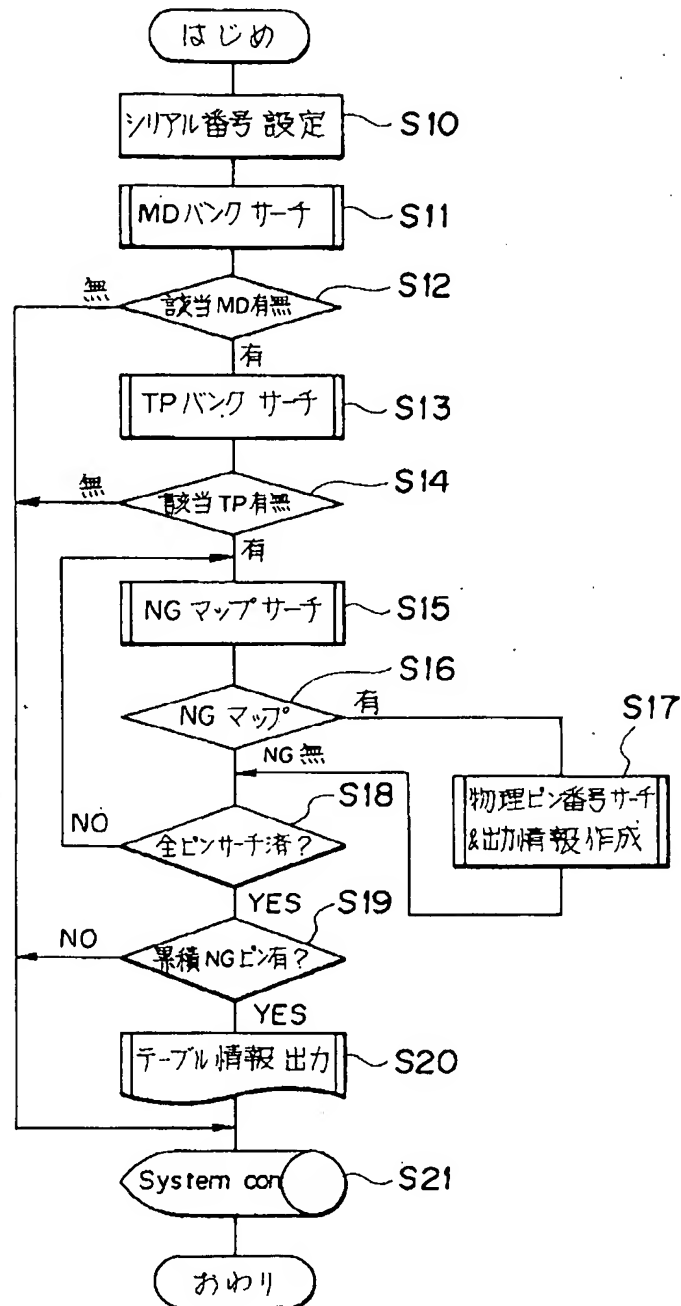 はじめ
シリアル番号 設定
S10
MDバンク サーチ
S11
S12
無
該当MD有無
有
TPバンク サーチ
S13
S14
無
該当TP有無
有
NG マップサーチ
S15
S16
NG マップ
有
S17
NG 無
物理ピン番号サーチ
&出力情報作成
S18
NO
全ピンサーチ済?
YES
S19
NO
累積NGピン有?
YES
テーブル情報 出力
S20
System con
S21
おわり